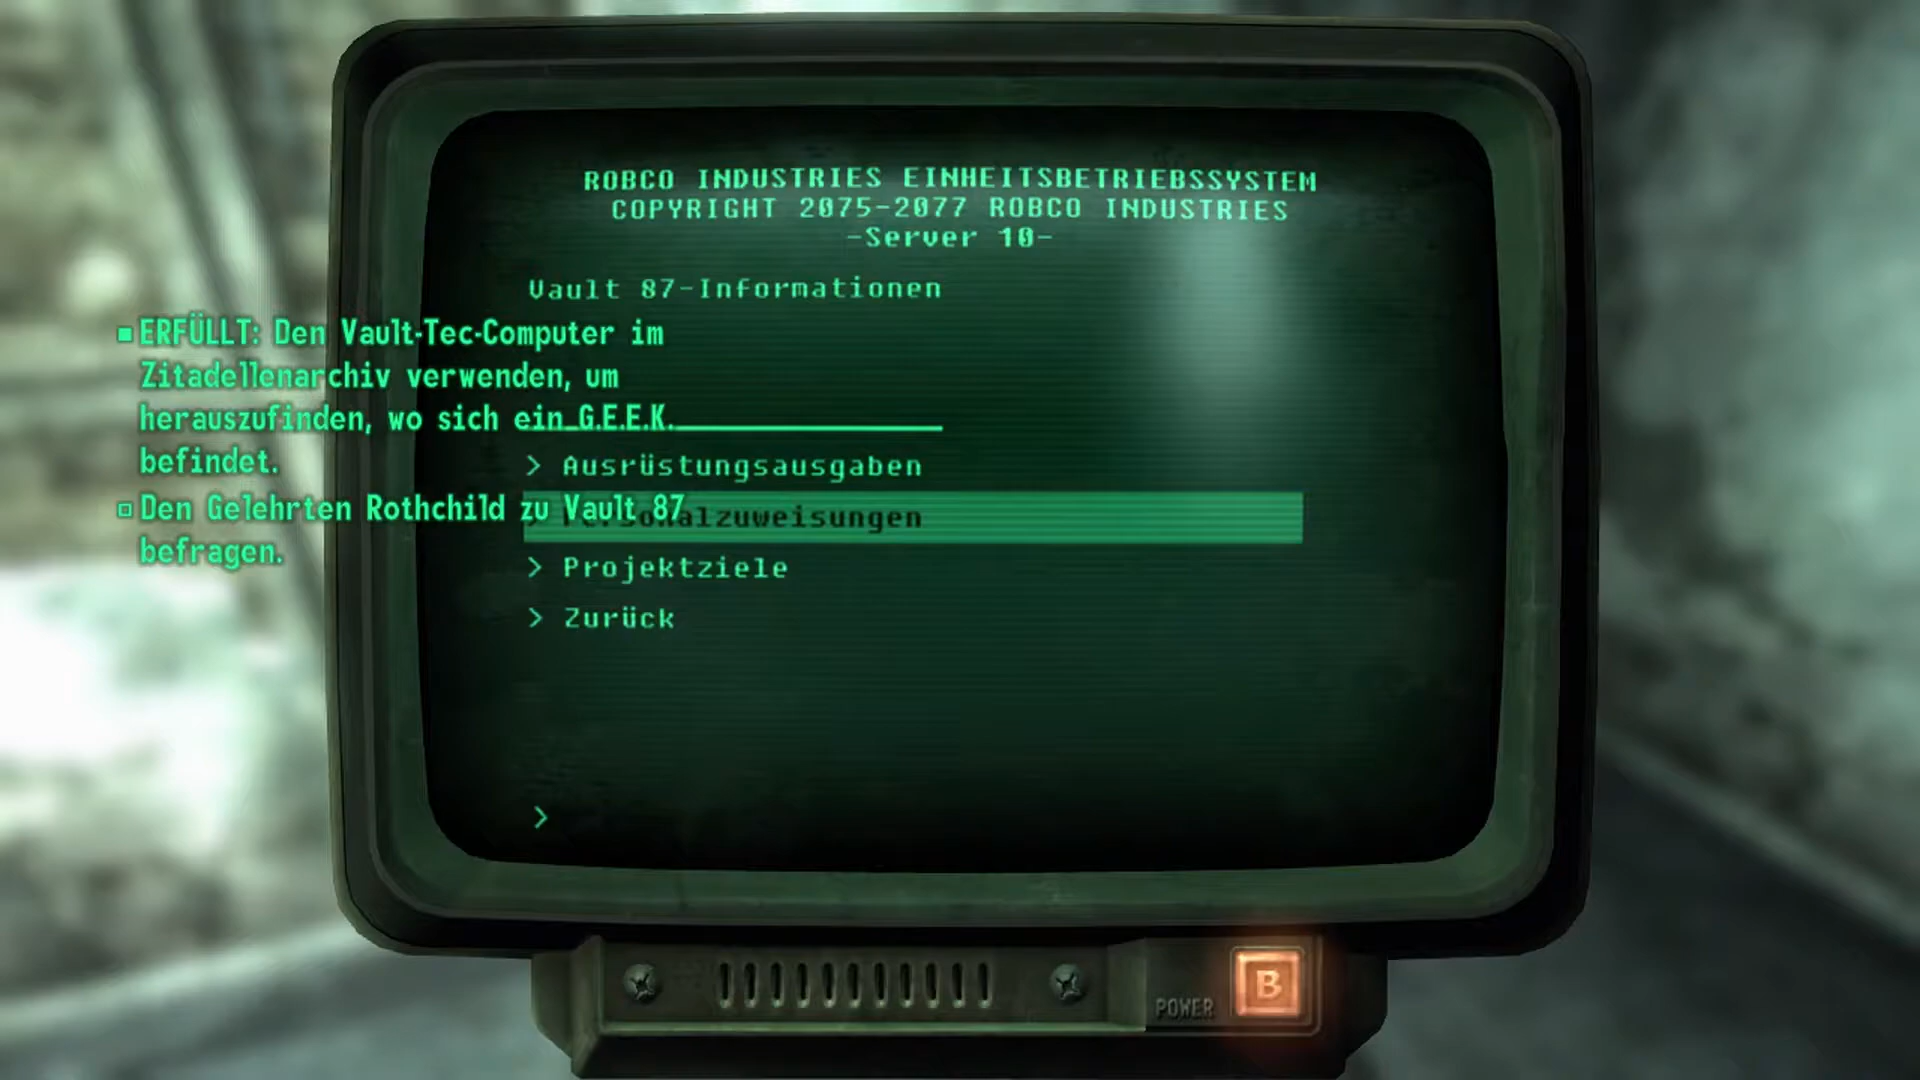 ROBCO INDUSTRIES EINHEITSBETRIEBSSYSTEM
COPYRIGHT 2075-2077 ROBCO INDUSTRIES
-Server 10-
Vault 87-Informationen
ERFÜLLT: Den Vault-Tec-Computer im
Zitadellenarchiv verwenden, um
herauszufinden, wo sich ein G.E.E.K.
befindet.
Den Gelehrten Rothchild zu Vault 87
befragen.
> Ausrüstungsausgaben
> Personalzuweisungen
> Projektziele
> Zurück
>
POWER
B